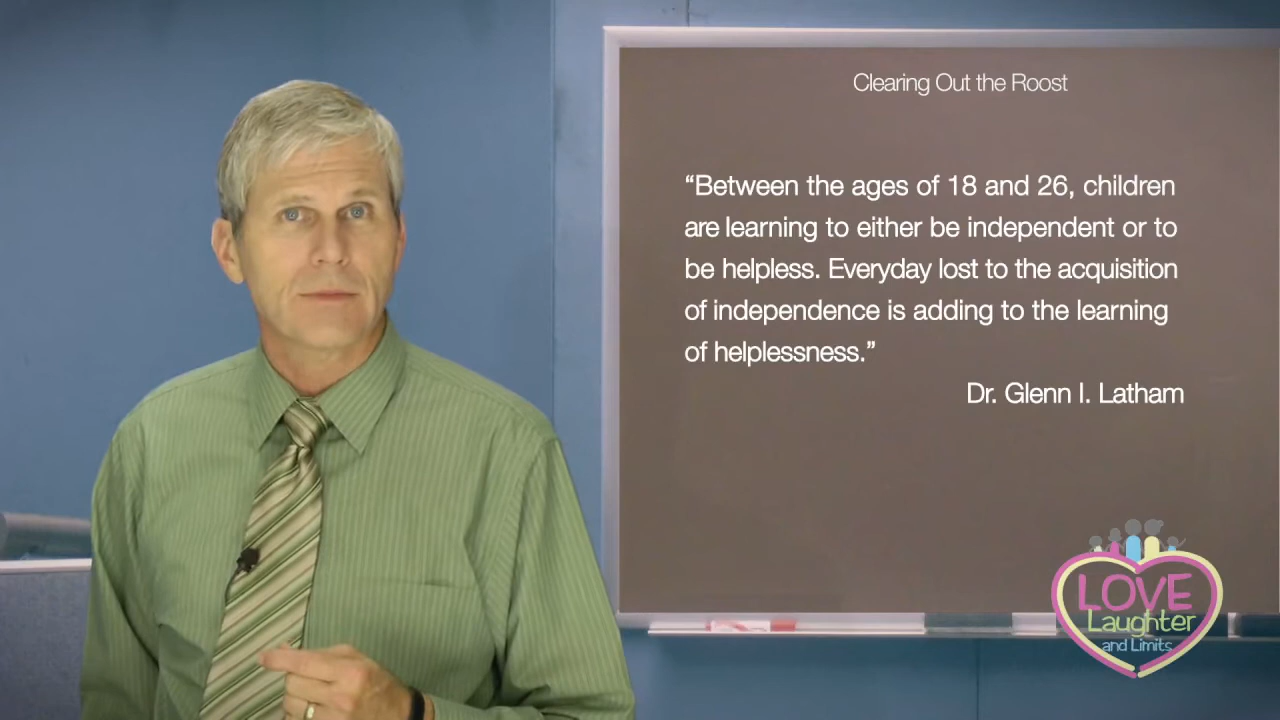 Clearing Out the Roost
“Between the ages of 18 and 26, children
are learning to either be independent or to
be helpless. Everyday lost to the acquisition
of independence is adding to the learning
of helplessness.”
Dr. Glenn I. Latham
LOVE
Laughter
and Limits